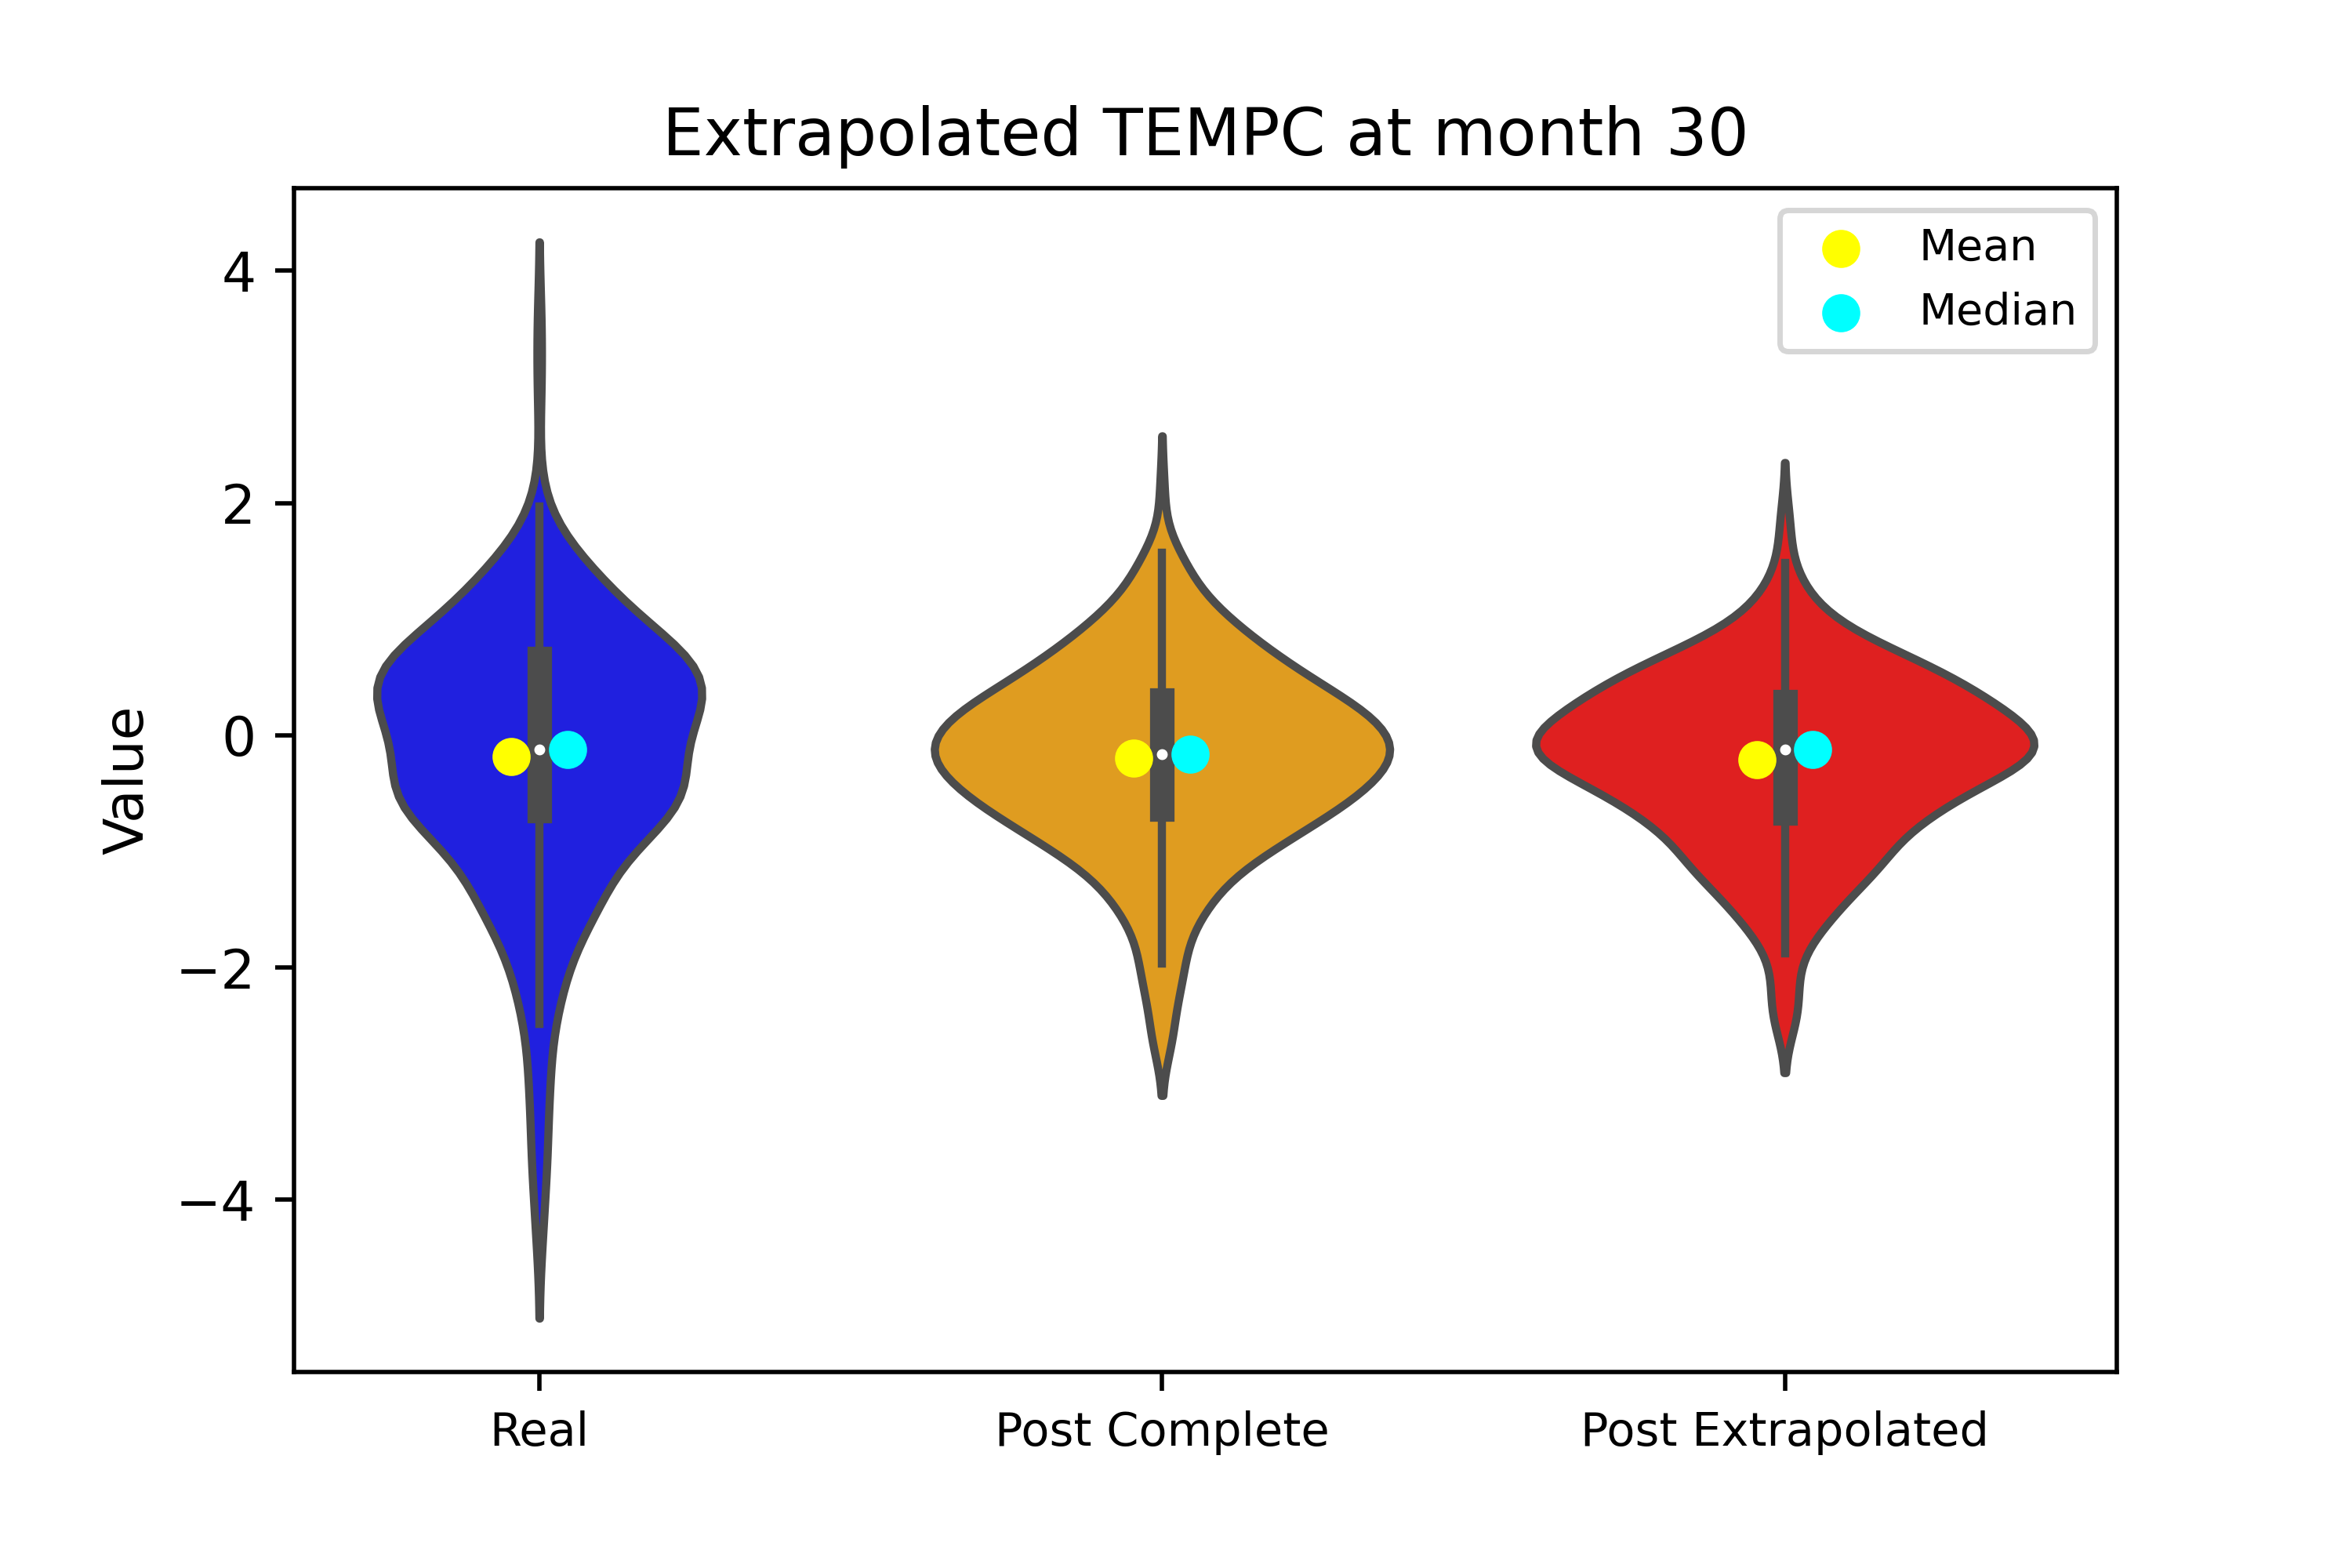 Extrapolated TEMPC at month 30
Mean
Median
4
2
0
−2
−4
Value
Real
Post Complete
Post Extrapolated